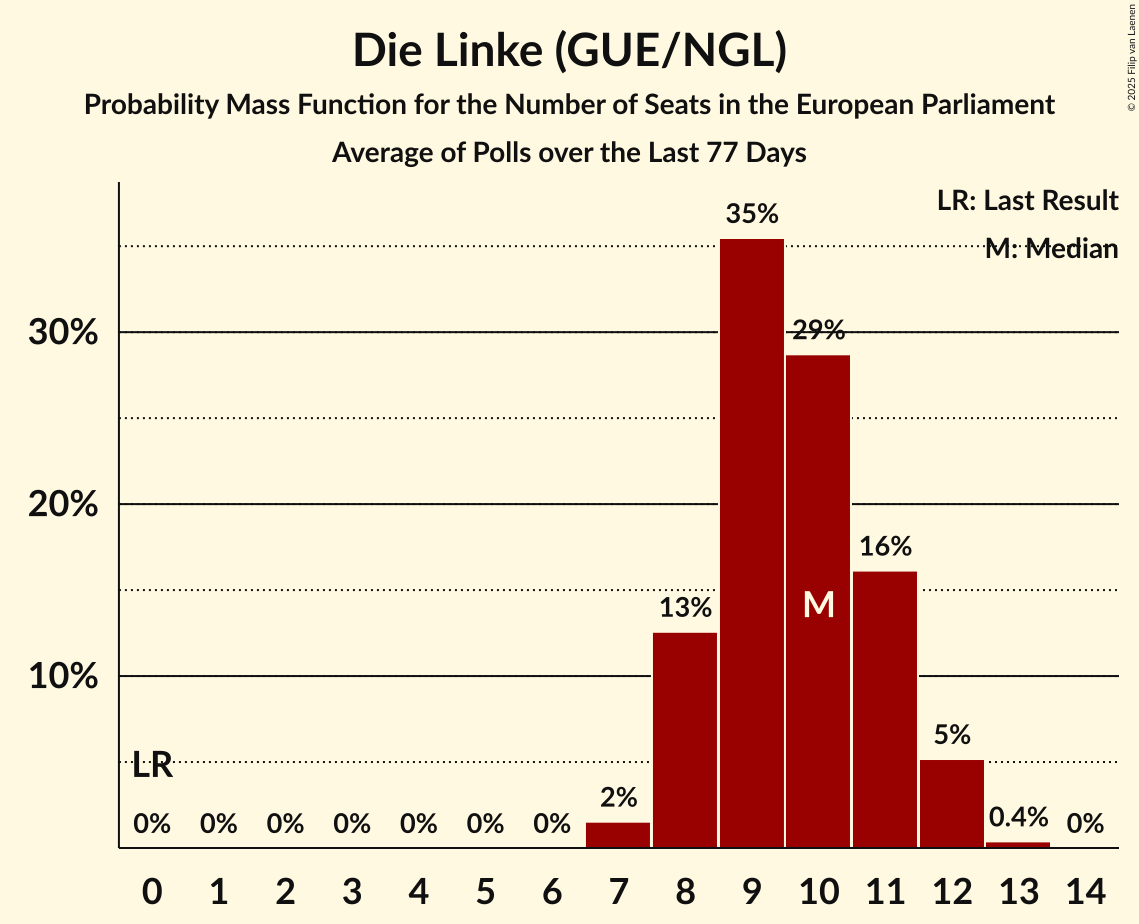 Die Linke (GUE/NGL)
Probability Mass Function for the Number of Seats in the European Parliament
Average of Polls over the Last 77 Days
© 2025 Filip van Laenen
LR: Last Result
M: Median
35%
30%
29%
20%
16%
13%
M
10%
LR
5%
2%
0% 0% 0% 0% 0% 0% 0% 0.4% 0%
0 1 2 3 4 5 6 7 8 9 10 11 12 13 14